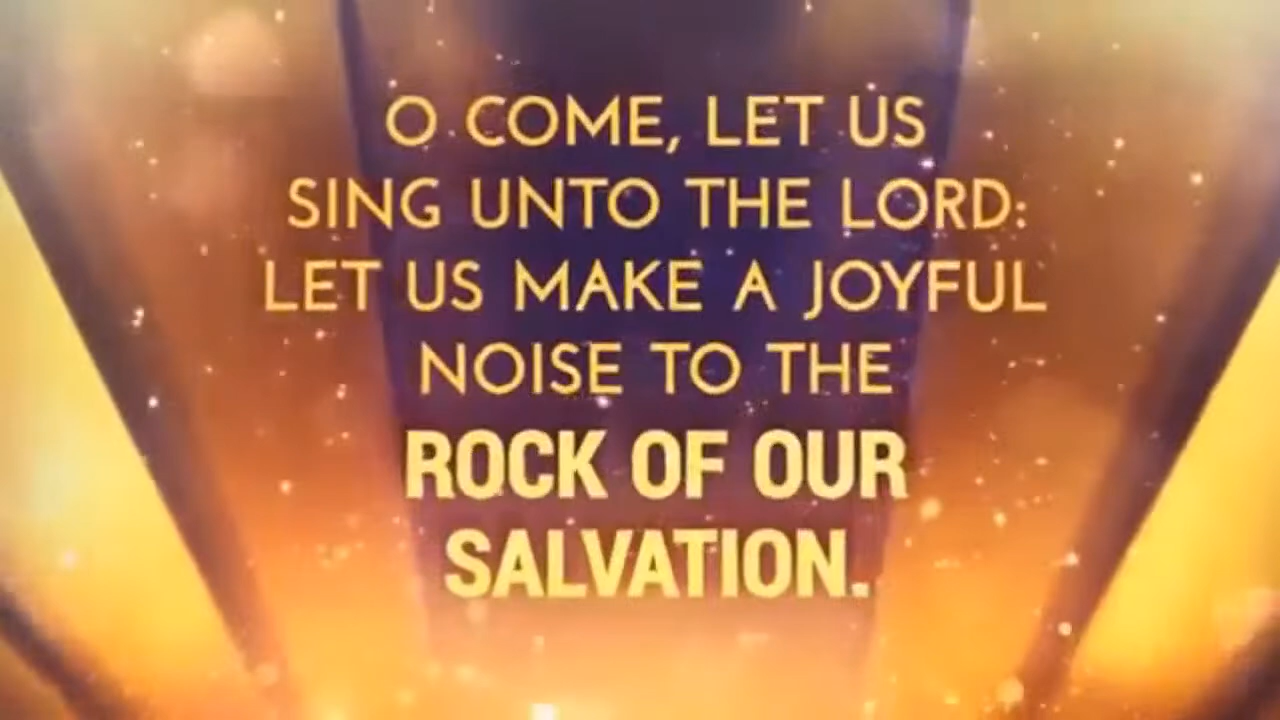 O COME, LET US
SING UNTO THE LORD:
LET US MAKE A JOYFUL
NOISE TO THE
ROCK OF OUR
SALVATION.